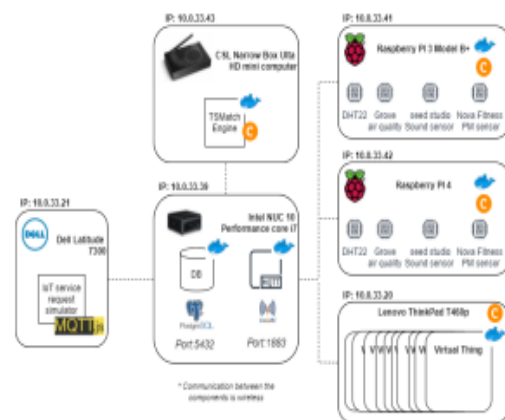 IP: 10.0.33.43
CSL Narrow Box Ulta
HD mini computer
TSMatch
Engine
C
IP: 10.0.33.41
Raspberry PI 3 Model B+
C
DHT22
Grove
air quality
seed studio
Sound sensor
Nova Fitness
PM sensor
IP: 10.0.33.42
Raspberry PI 4
C
DHT22
Grove
air quality
seed studio
Sound sensor
Nova Fitness
PM sensor
IP: 10.0.33.21
DELL
Dell Latitude
7300
IoT service
request
simulator
MQTT.js
IP: 10.0.33.39
Intel NUC 10
Performance core i7
DB
PostgreSQL
Port:5432
Port:1883
IP: 10.0.33.20
Lenovo ThinkPad T460p
C
Virtual Thing
* Communication between the
components is wireless